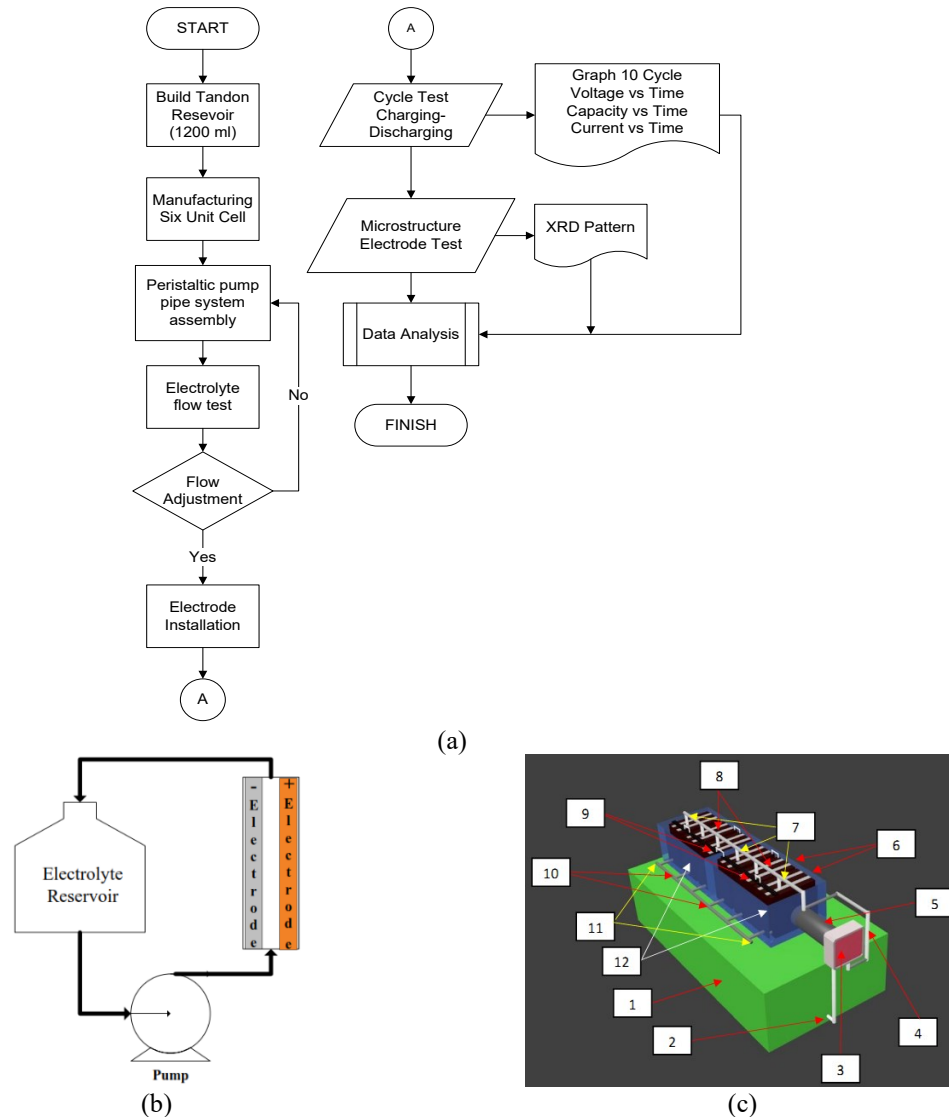 START
Build Tandon
Resevoir
(1200 ml)
Manufacturing
Six Unit Cell
Peristaltic pump
pipe system
assembly
Electrolyte
flow test
No
Flow
Adjustment
Yes
Electrode
Installation
A
A
Cycle Test
Charging-
Discharging
Graph 10 Cycle
Voltage vs Time
Capacity vs Time
Current vs Time
Microstructure
Electrode Test
XRD Pattern
Data Analysis
FINISH
(a)
Electrolyte
Reservoir
- Electrode
+ Electrode
Pump
(b)
8
9
7
6
10
5
11
12
1
2
3
4
(c)